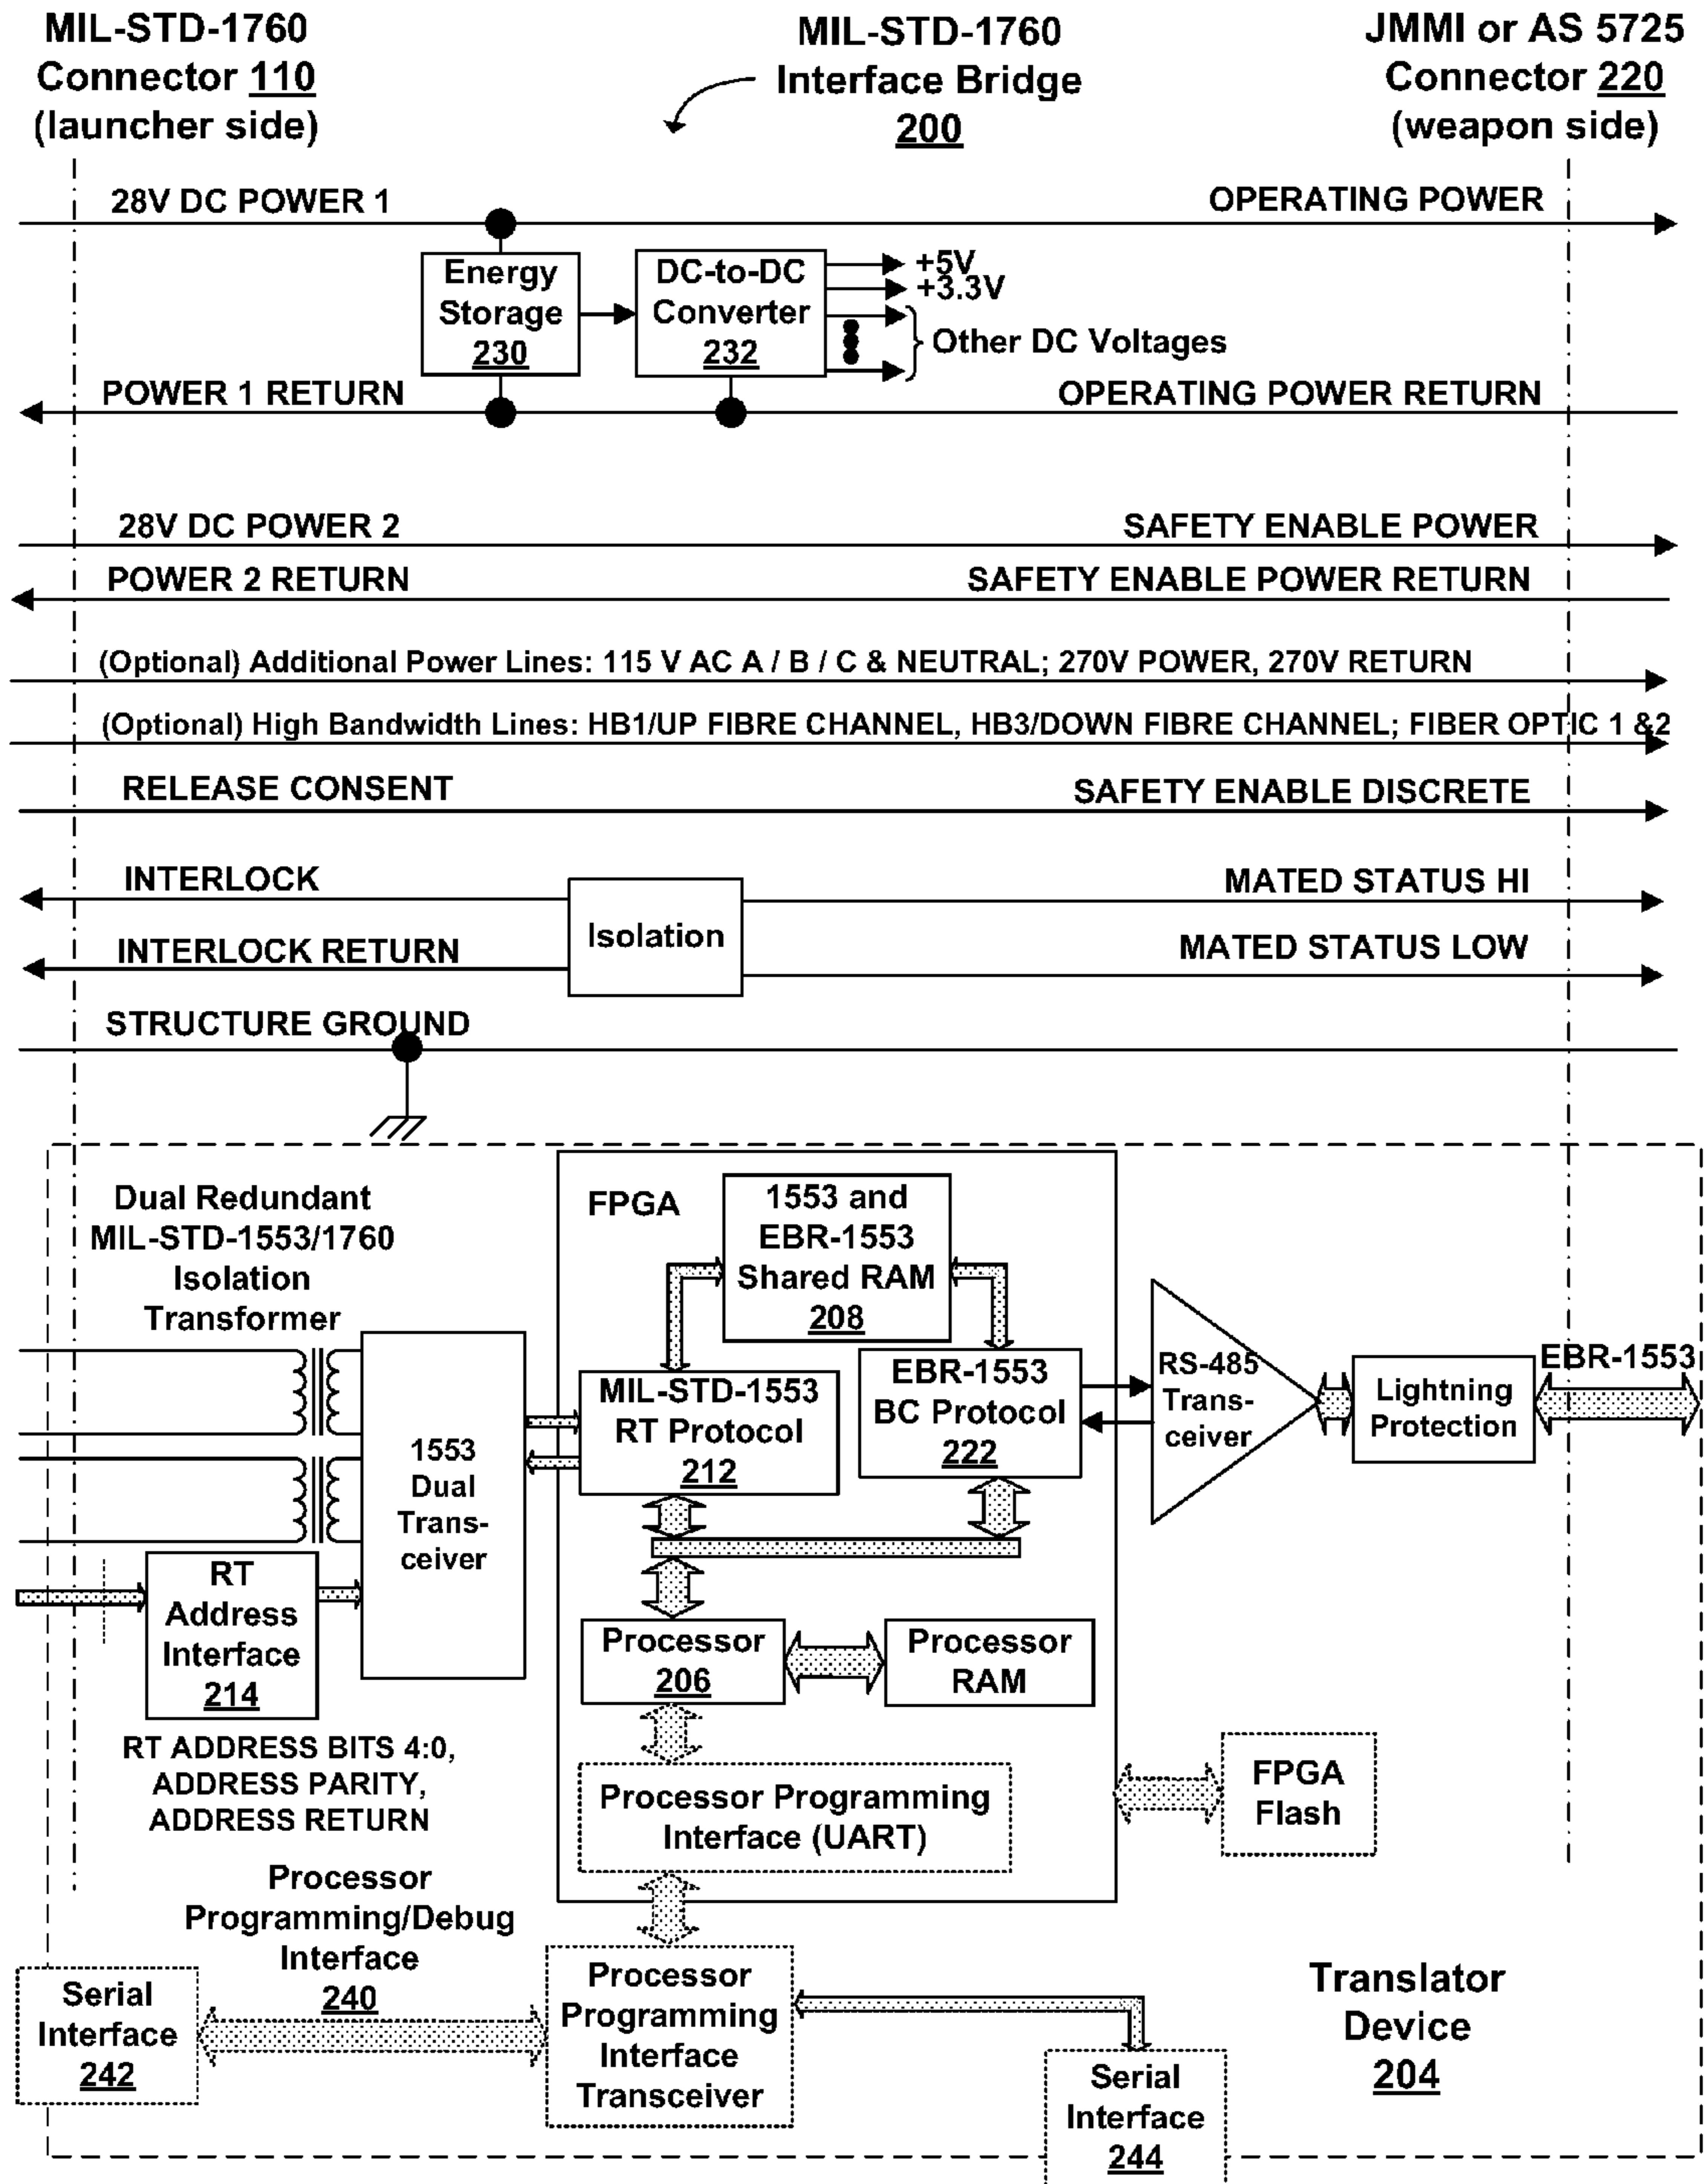 MIL-STD-1760
Connector 110
(launcher side)
MIL-STD-1760
Interface Bridge
200
JMMI or AS 5725
Connector 220
(weapon side)
28V DC POWER 1
OPERATING POWER
Energy
Storage
230
DC-to-DC
Converter
232
+5V
+3.3V
Other DC Voltages
POWER 1 RETURN
OPERATING POWER RETURN
28V DC POWER 2
SAFETY ENABLE POWER
POWER 2 RETURN
SAFETY ENABLE POWER RETURN
(Optional) Additional Power Lines: 115 V AC A / B / C & NEUTRAL; 270V POWER, 270V RETURN
(Optional) High Bandwidth Lines: HB1/UP FIBRE CHANNEL, HB3/DOWN FIBRE CHANNEL; FIBER OPTIC 1 &2
RELEASE CONSENT
SAFETY ENABLE DISCRETE
INTERLOCK
MATED STATUS HI
Isolation
INTERLOCK RETURN
MATED STATUS LOW
STRUCTURE GROUND
Dual Redundant
MIL-STD-1553/1760
Isolation
Transformer
FPGA
1553 and
EBR-1553
Shared RAM
208
MIL-STD-1553
RT Protocol
212
EBR-1553
BC Protocol
222
RS-485
Trans-
ceiver
Lightning
Protection
EBR-1553
1553
Dual
Trans-
ceiver
RT
Address
Interface
214
RT ADDRESS BITS 4:0,
ADDRESS PARITY,
ADDRESS RETURN
Processor
206
Processor
RAM
Processor Programming
Interface (UART)
FPGA
Flash
Processor
Programming/Debug
Interface
240
Serial
Interface
242
Processor
Programming
Interface
Transceiver
Serial
Interface
244
Translator
Device
204